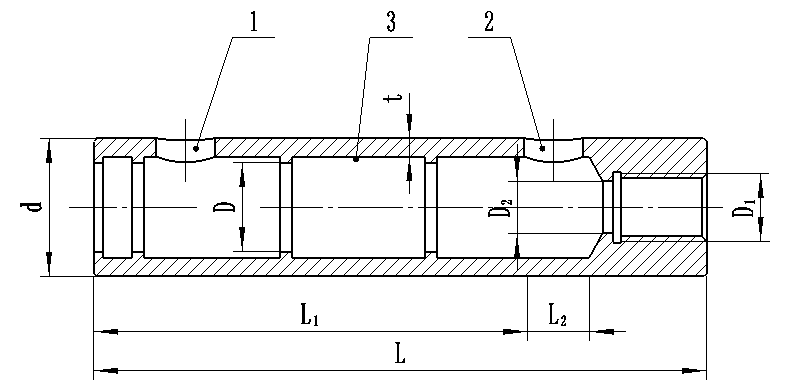 1 3 2
t
d D D₂ D₁
L₁ L₂
L